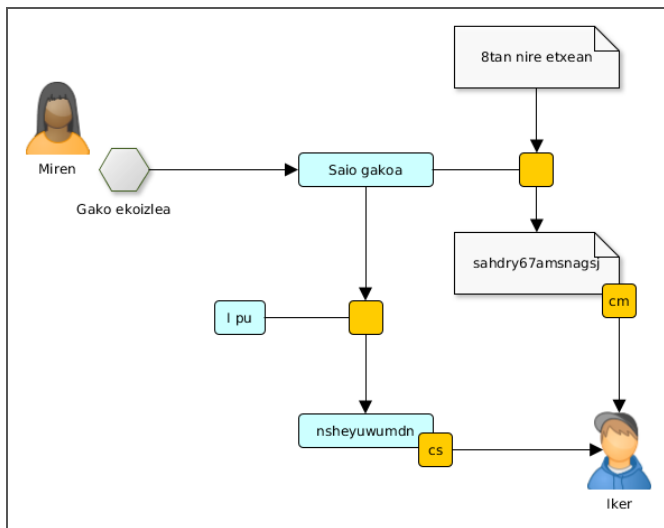 8tan nire etxean
Miren
Gako ekoizlea
Saio gakoa
sahdry67amsnagsj
cm
I pu
nsheyuwumdn
cs
Iker